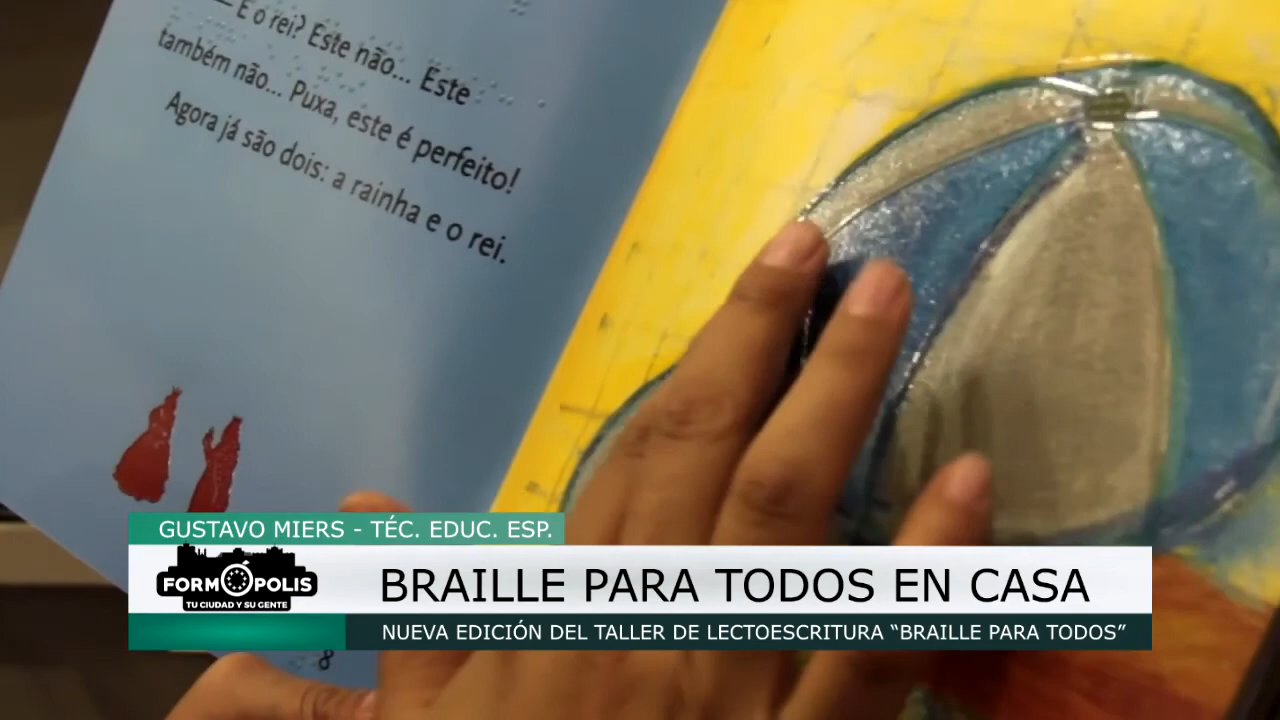 — E o rei? Este não... Este
também não... Puxa, este é perfeito!
Agora já são dois: a rainha e o rei.
GUSTAVO MIERS - TÉC. EDUC. ESP.
FORMÓPOLIS
TU CIUDAD Y SU GENTE
BRAILLE PARA TODOS EN CASA
NUEVA EDICIÓN DEL TALLER DE LECTOESCRITURA “BRAILLE PARA TODOS”
8